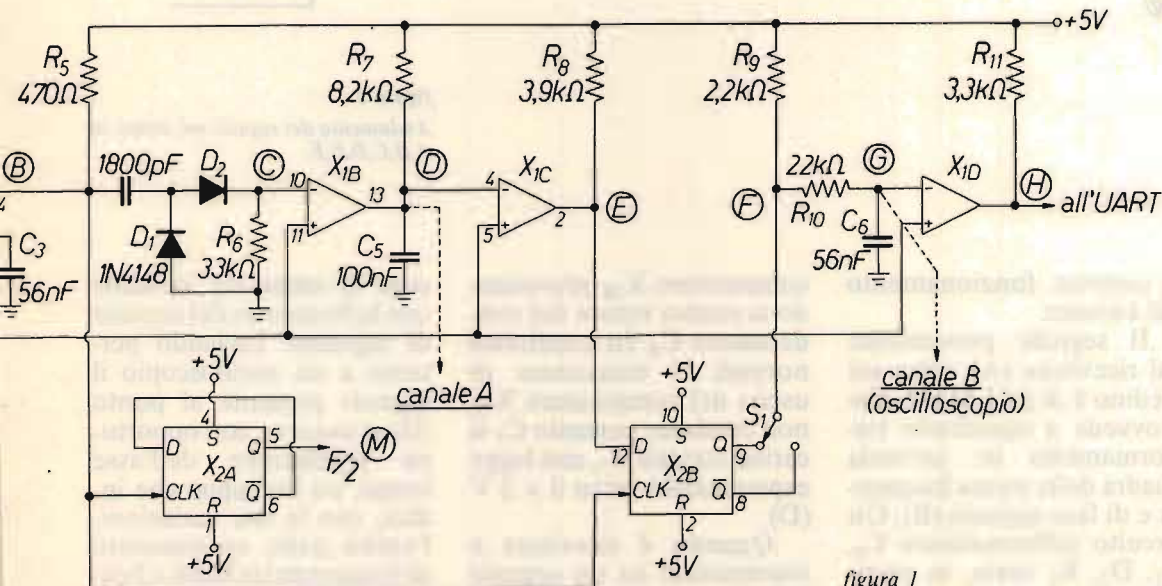 +5V
R5
470Ω
R7
8,2kΩ
R8
3,9kΩ
R9
2,2kΩ
R11
3,3kΩ
B
4
1800pF
D2
C
10
X1B
13
11
D
4
X1C
2
5
E
F
22kΩ
R10
G
X1D
H
all'UART
C3
56nF
D1
1N4148
R6
33kΩ
C5
100nF
C6
56nF
canale A
canale B
(oscilloscopio)
+5V
4
S
D
Q
5
M
F/2
X2A
CLK
Q̅
6
R
1
+5V
+5V
10
S
12
D
Q
9
S1
X2B
CLK
Q̅
8
R
2
+5V
figura 1